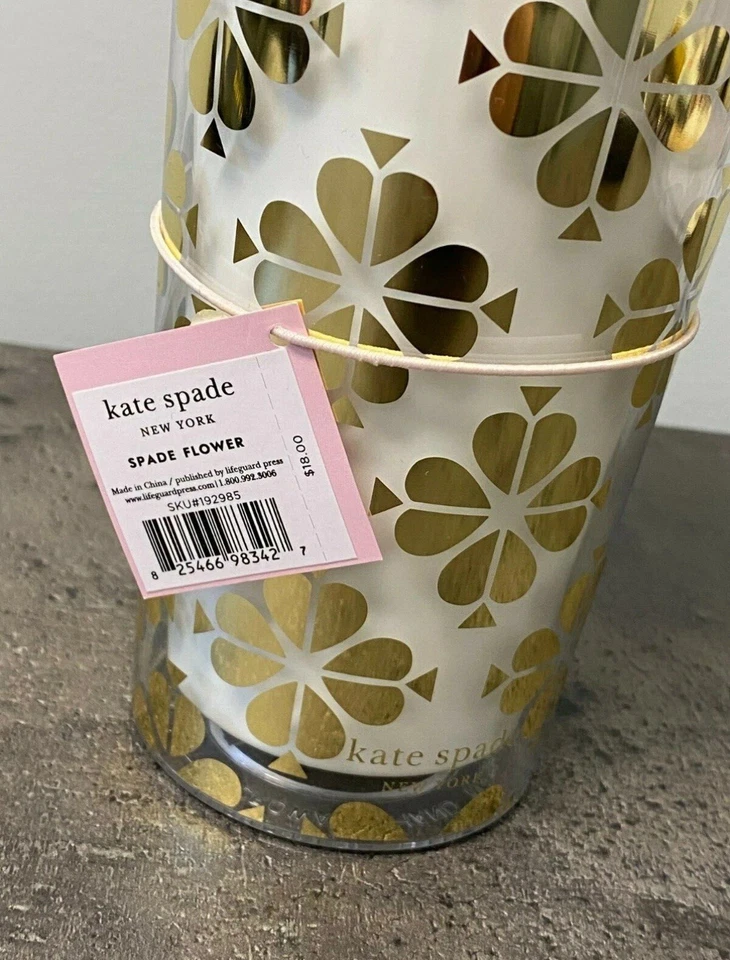 kate spade
NEW YORK
SPADE FLOWER
Made in China / published by lifeguard press
www.lifeguardpress.com | 1.800.992.3006
SKU#192985
8 25466 98342 7
$18.00
kate spade
NEW YORK